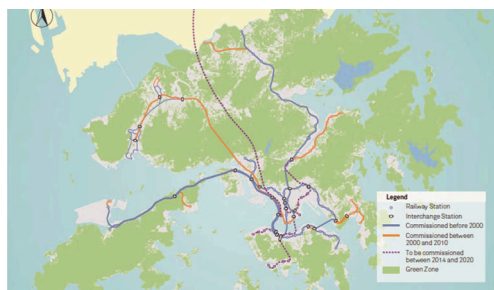 Legend
Railway Station
Interchange Station
Commissioned before 2000
Commissioned between
2000 and 2010
To be commissioned
between 2014 and 2020
Green Zone